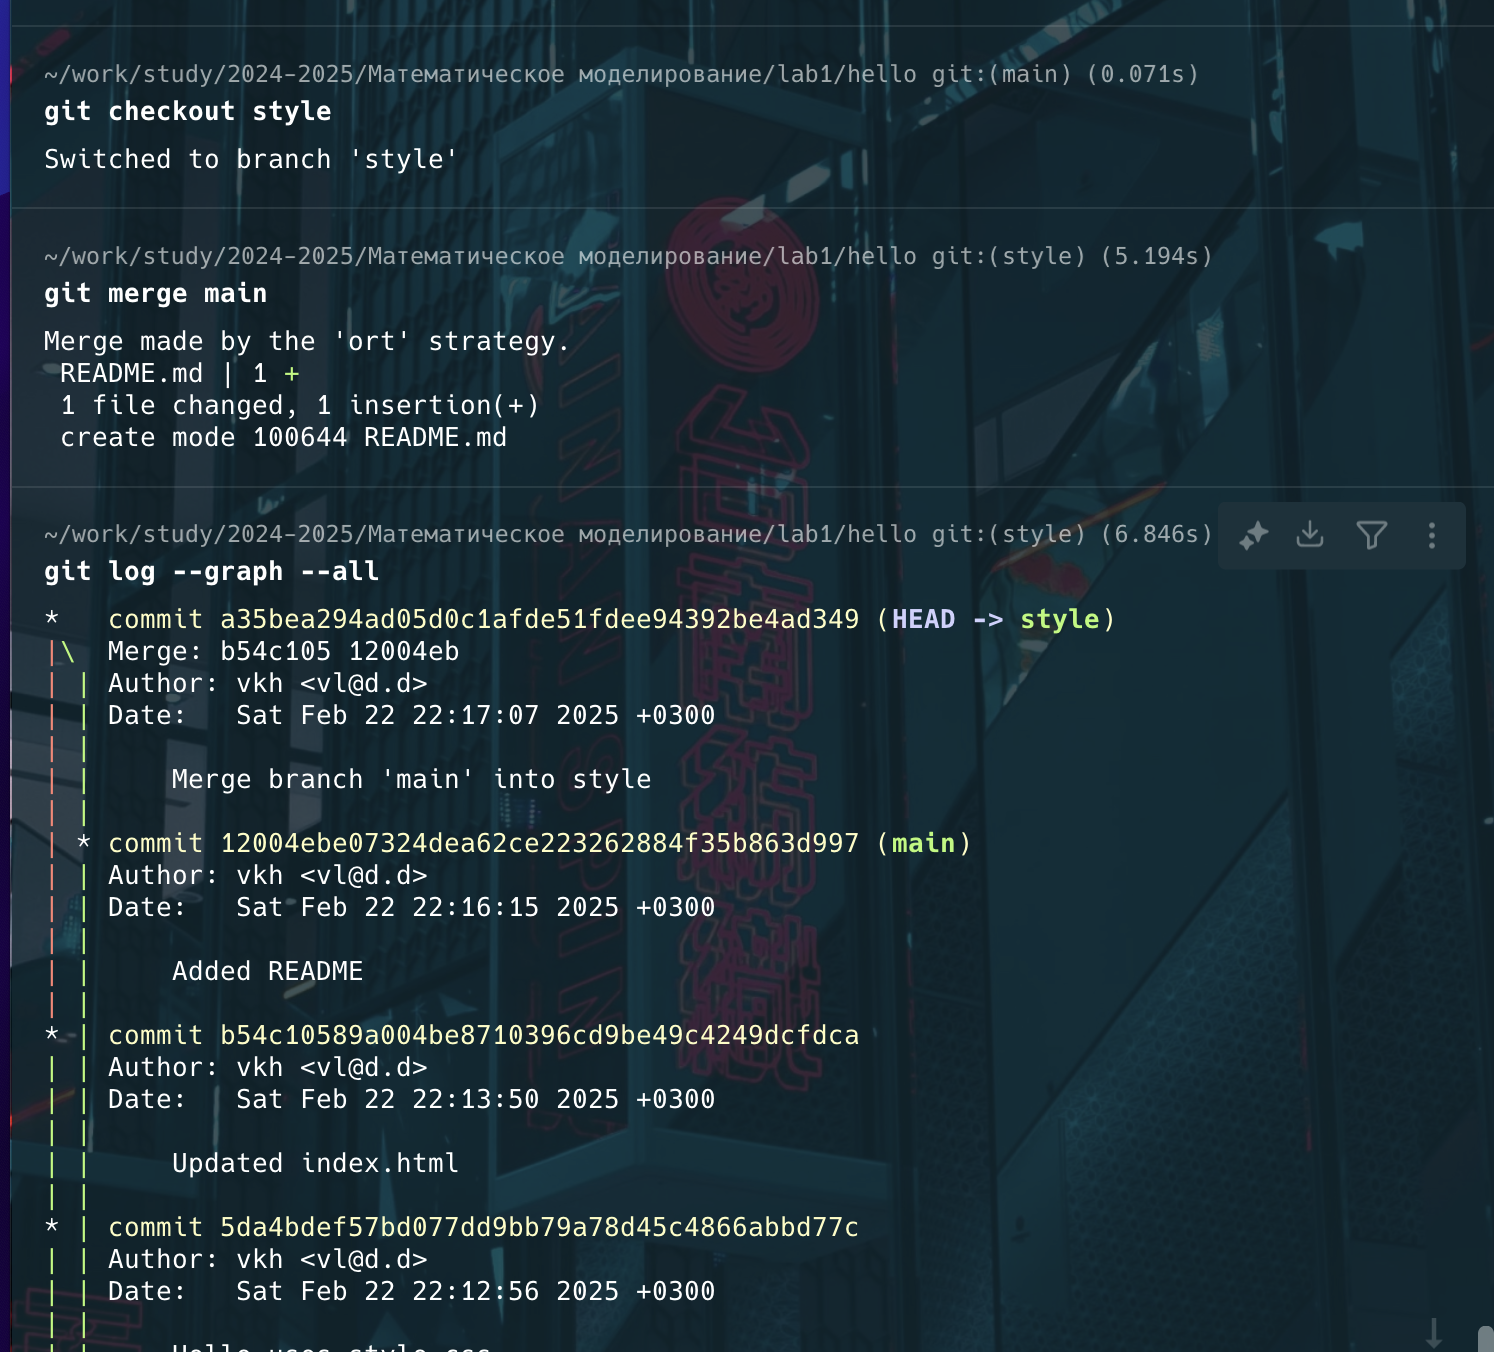 ~/work/study/2024-2025/Математическое моделирование/lab1/hello git:(main) (0.071s)
git checkout style
Switched to branch 'style'
~/work/study/2024-2025/Математическое моделирование/lab1/hello git:(style) (5.194s)
git merge main
Merge made by the 'ort' strategy.
 README.md | 1 +
 1 file changed, 1 insertion(+)
 create mode 100644 README.md
~/work/study/2024-2025/Математическое моделирование/lab1/hello git:(style) (6.846s)
git log --graph --all
*   commit a35bea294ad05d0c1afde51fdee94392be4ad349 (HEAD -> style)
|\  Merge: b54c105 12004eb
| | Author: vkh <vl@d.d>
| | Date:   Sat Feb 22 22:17:07 2025 +0300
| |
| |     Merge branch 'main' into style
| |
| * commit 12004ebe07324dea62ce223262884f35b863d997 (main)
| | Author: vkh <vl@d.d>
| | Date:   Sat Feb 22 22:16:15 2025 +0300
| |
| |     Added README
| |
* | commit b54c10589a004be8710396cd9be49c4249dcfdca
| | Author: vkh <vl@d.d>
| | Date:   Sat Feb 22 22:13:50 2025 +0300
| |
| |     Updated index.html
| |
* | commit 5da4bdef57bd077dd9bb79a78d45c4866abbd77c
| | Author: vkh <vl@d.d>
| | Date:   Sat Feb 22 22:12:56 2025 +0300
| |
| |     Hello uses style.css